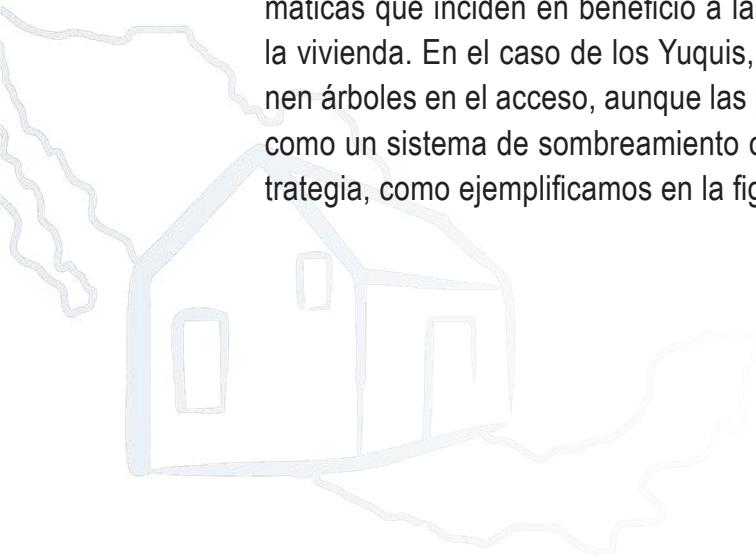 máticas que inciden en beneficio a la
la vivienda. En el caso de los Yuquis,
nen árboles en el acceso, aunque las
como un sistema de sombreamiento
trategia, como ejemplificamos en la